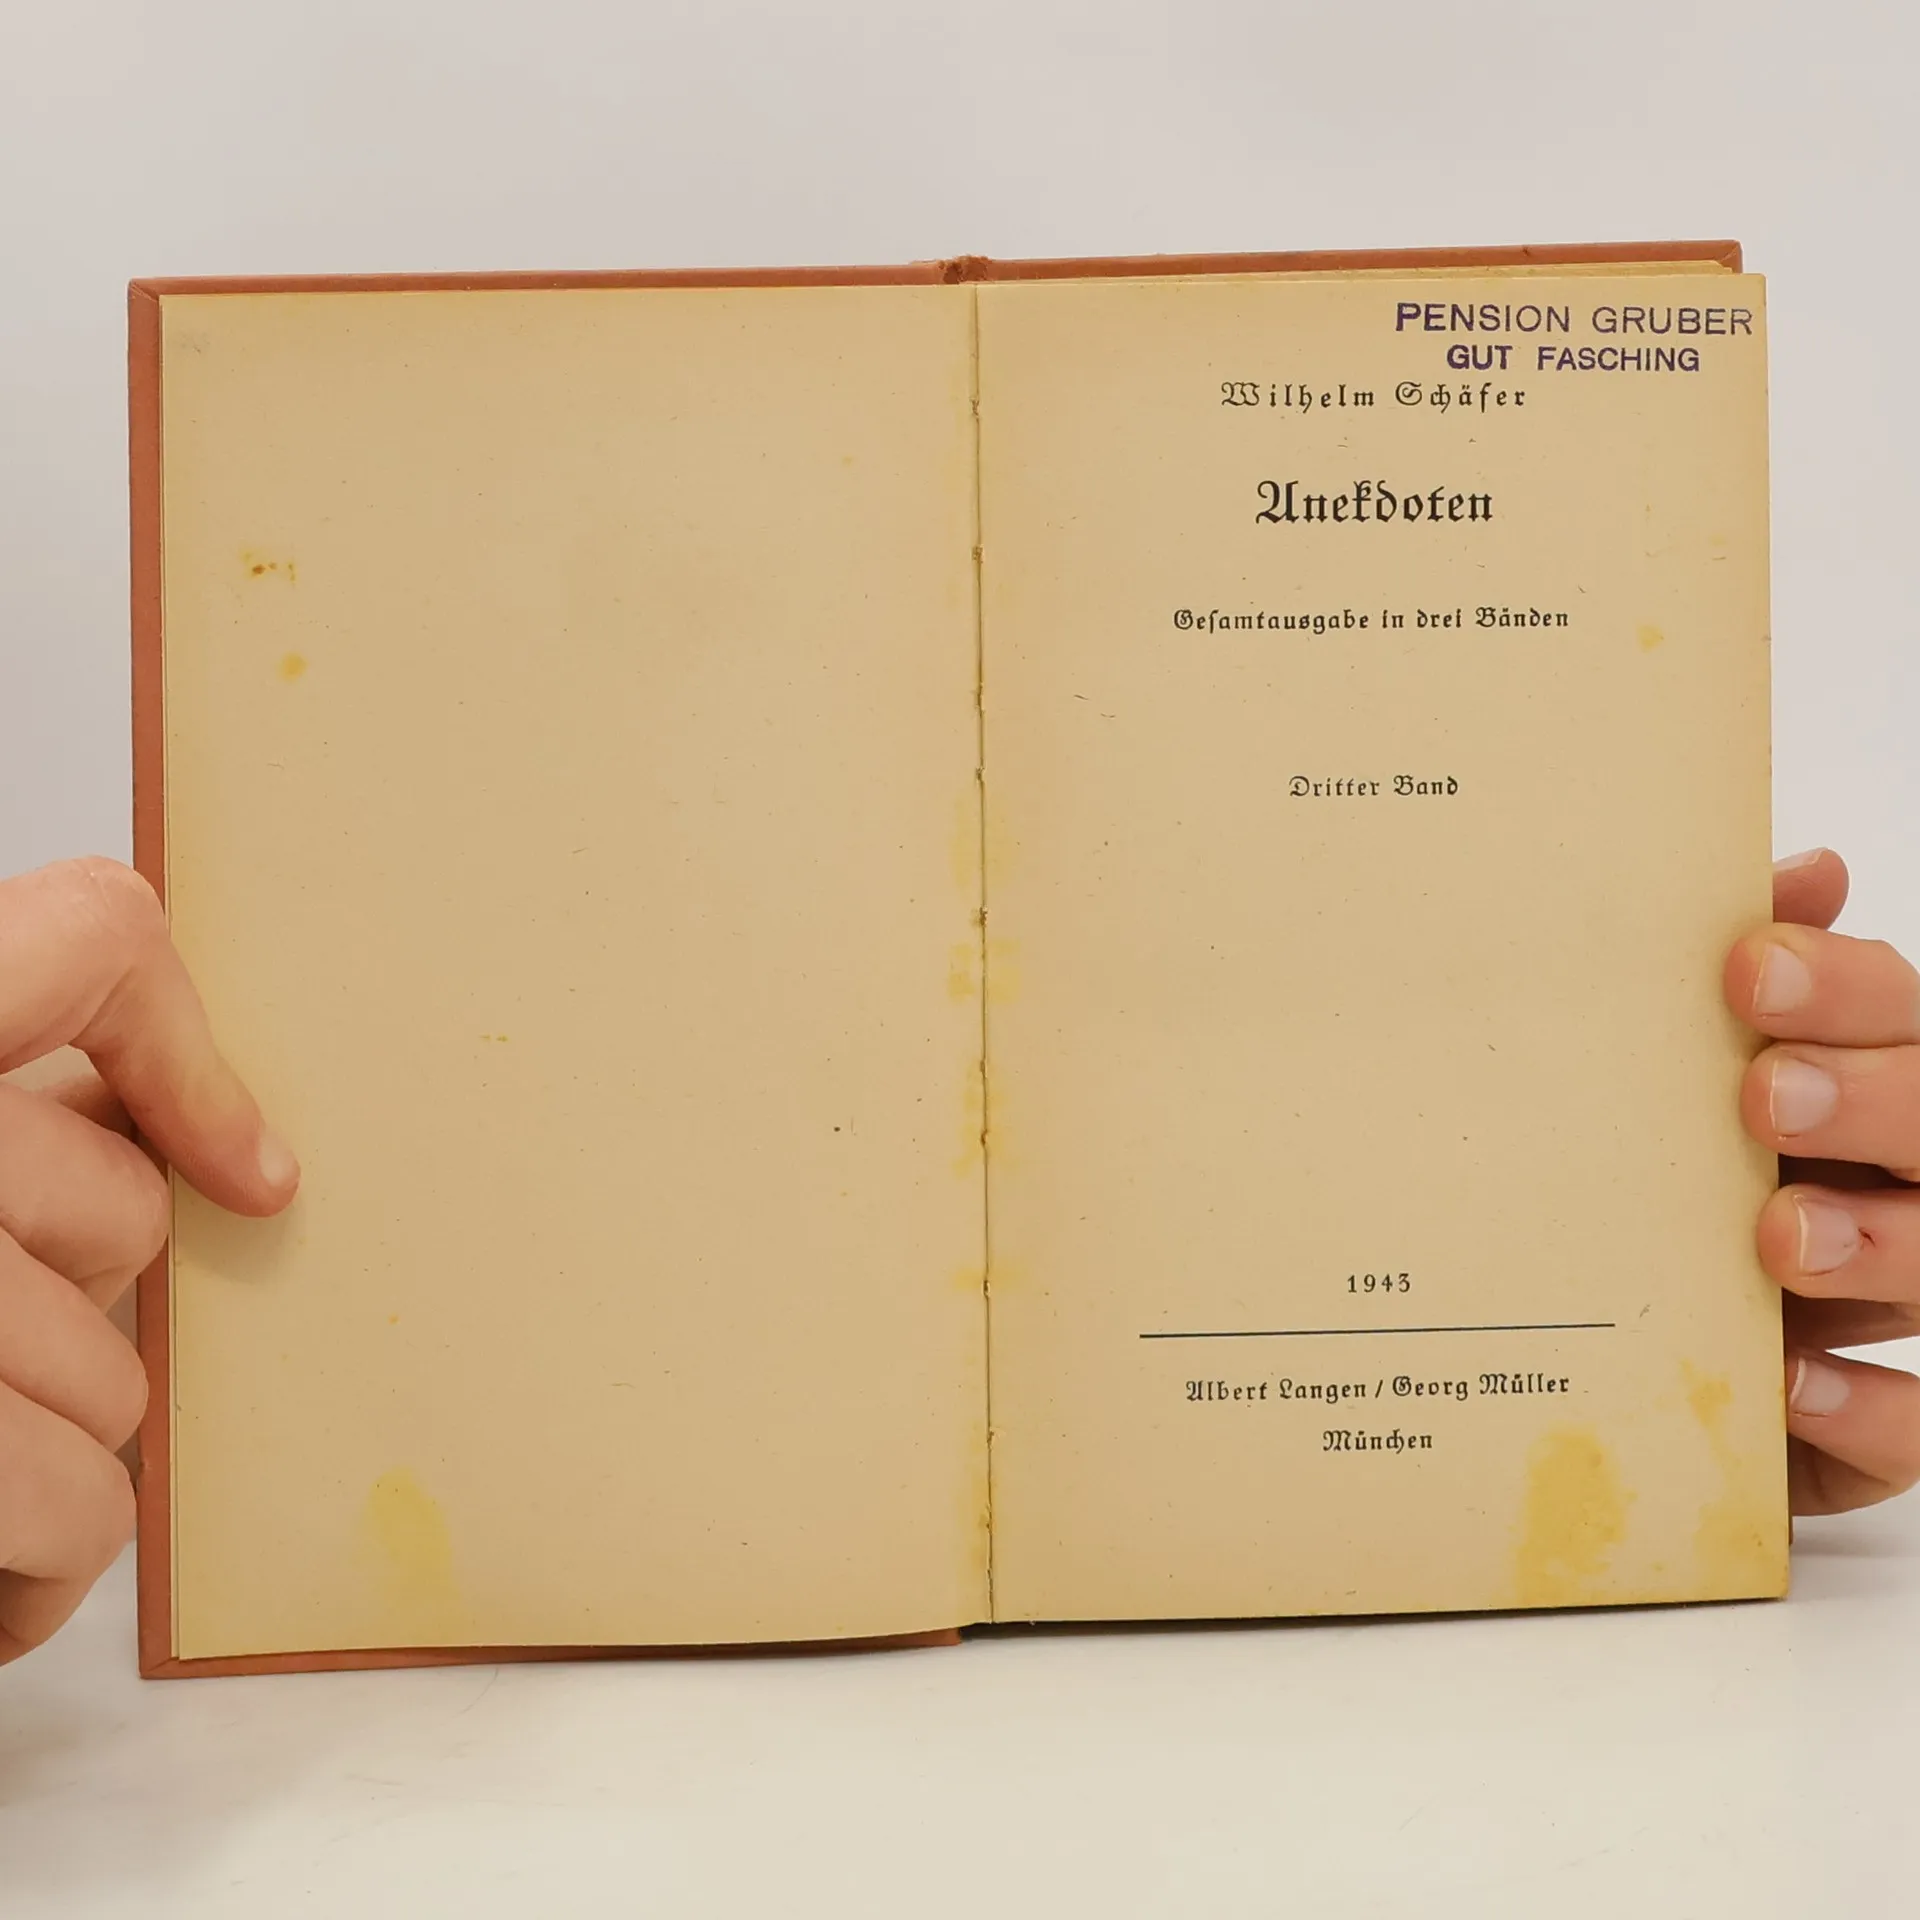 PENSION GRUBER
GUT FASCHING
Wilhelm Schäfer
Anekdoten
Gesamtausgabe in drei Bänden
Dritter Band
1943
Albert Langen / Georg Müller
München